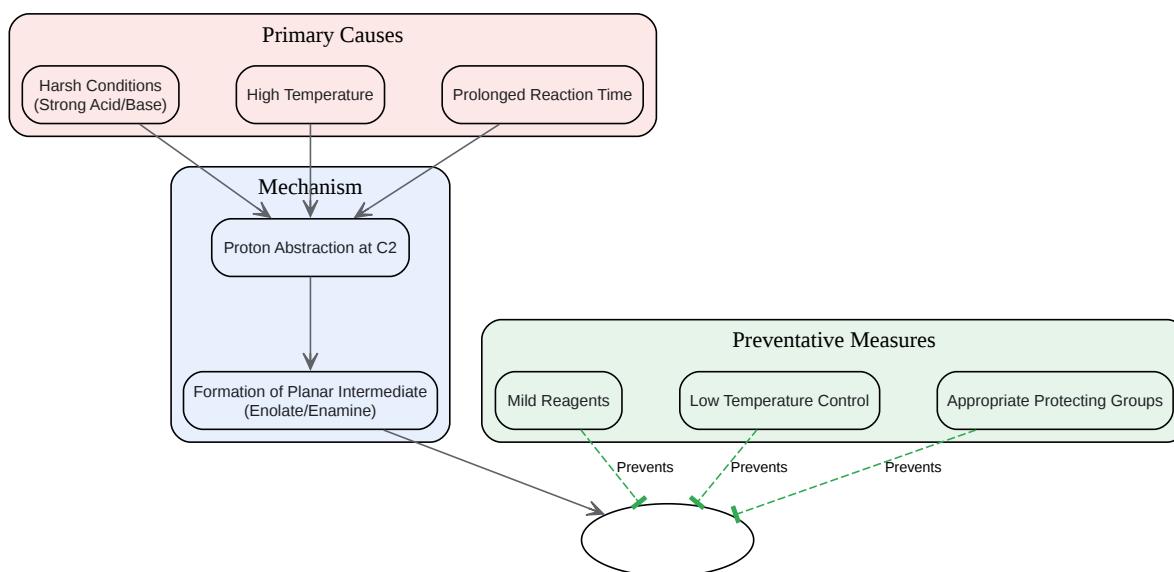 Primary Causes
Harsh Conditions
(Strong Acid/Base)
High Temperature
Prolonged Reaction Time
Mechanism
Proton Abstraction at C2
Preventative Measures
Formation of Planar Intermediate
(Enolate/Enamine)
Mild Reagents
Low Temperature Control
Appropriate Protecting Groups
Prevents
Prevents
Prevents